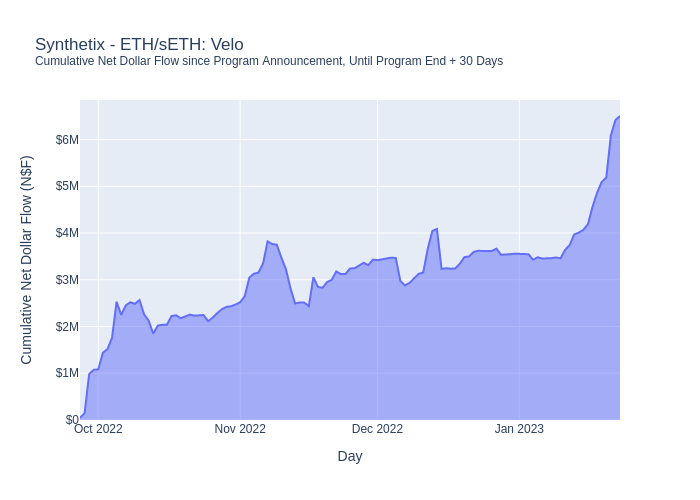 Synthetix - ETH/sETH: Velo
Cumulative Net Dollar Flow since Program Announcement, Until Program End + 30 Days
Cumulative Net Dollar Flow (N$F)
$6M
$5M
$4M
$3M
$2M
$1M
$0
Oct 2022
Nov 2022
Dec 2022
Jan 2023
Day